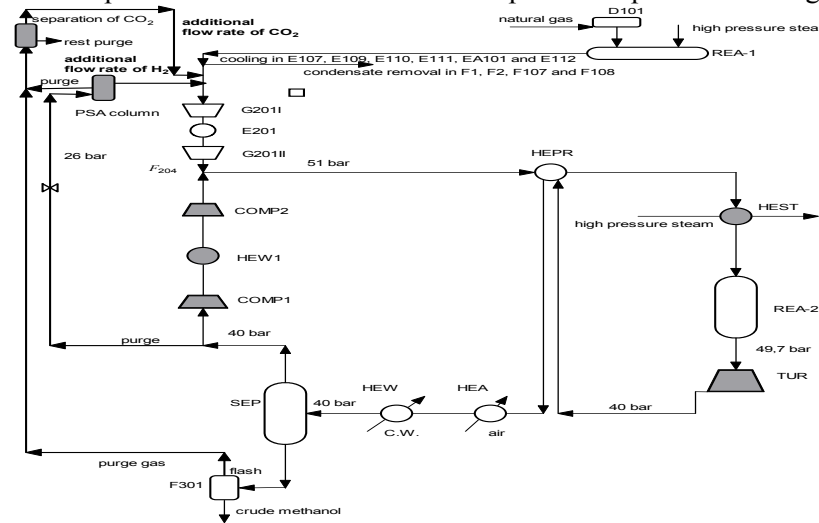 separation of CO₂
rest purge
additional
flow rate of CO₂
additional
flow rate of H₂
purge
PSA column
26 bar
natural gas
D101
high pressure stea
REA-1
cooling in E107, E109, E110, E111, EA101 and E112
condensate removal in F1, F2, F107 and F108
G201I
E201
G201II
F₂₀₄
51 bar
HEPR
COMP2
HEST
high pressure steam
HEW1
COMP1
REA-2
40 bar
purge
49,7 bar
TUR
SEP
40 bar
HEW
HEA
40 bar
C.W.
air
purge gas
flash
F301
crude methanol